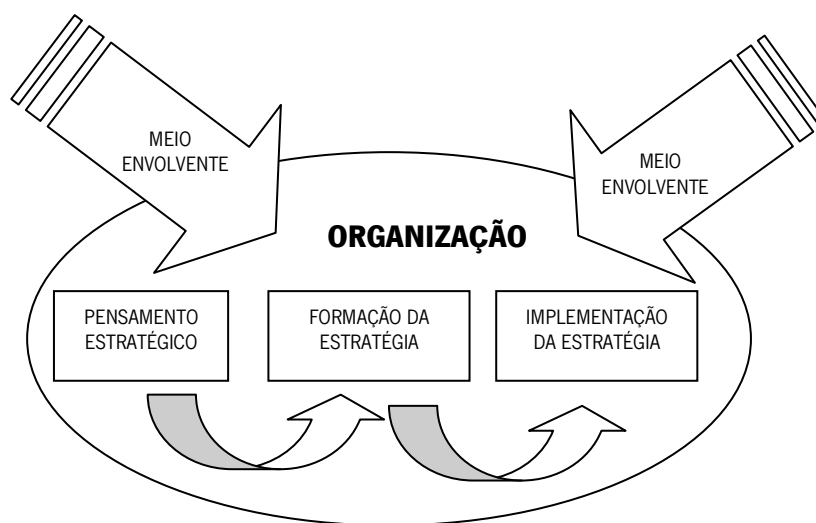 MEIO
ENVOLVENTE
MEIO
ENVOLVENTE
ORGANIZAÇÃO
PENSAMENTO
ESTRATÉGICO
FORMAÇÃO DA
ESTRATÉGIA
IMPLEMENTAÇÃO
DA ESTRATÉGIA